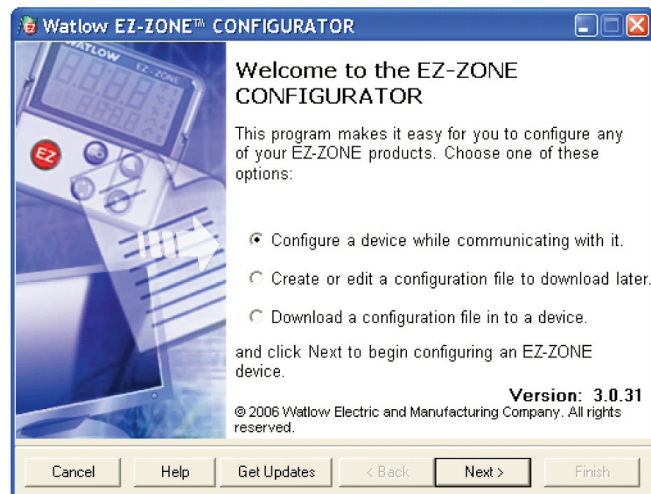 Watlow EZ-ZONE™ CONFIGURATOR
WATLOW
EZ-ZONE
EZ
Welcome to the EZ-ZONE
CONFIGURATOR
This program makes it easy for you to configure any
of your EZ-ZONE products. Choose one of these
options:
Configure a device while communicating with it.
Create or edit a configuration file to download later.
Download a configuration file in to a device.
and click Next to begin configuring an EZ-ZONE
device.
Version: 3.0.31
© 2006 Watlow Electric and Manufacturing Company. All rights
reserved.
Cancel Help Get Updates < Back Next > Finish